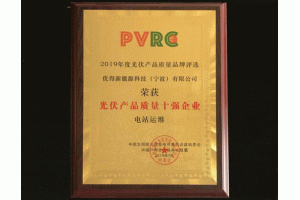 PVRC
2019年度光伏产品质量品牌评选
优得新能源科技（宁波）有限公司
荣获
光伏产品质量十强企业
电站运维